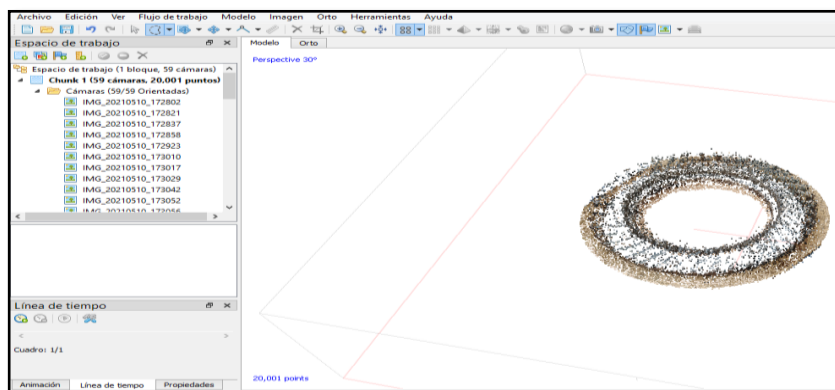 Archivo Edición Ver Flujo de trabajo Modelo Imagen Orto Herramientas Ayuda
Espacio de trabajo
Modelo Orto
Perspective 30°
Espacio de trabajo (1 bloque, 59 cámaras)
Chunk 1 (59 cámaras, 20,001 puntos)
Cámaras (59/59 Orientadas)
IMG_20210510_172802
IMG_20210510_172821
IMG_20210510_172837
IMG_20210510_172858
IMG_20210510_172923
IMG_20210510_173010
IMG_20210510_173017
IMG_20210510_173029
IMG_20210510_173042
IMG_20210510_173052
IMG_20210510_173056
Línea de tiempo
Cuadro: 1/1
20,001 points
Animación Línea de tiempo Propiedades